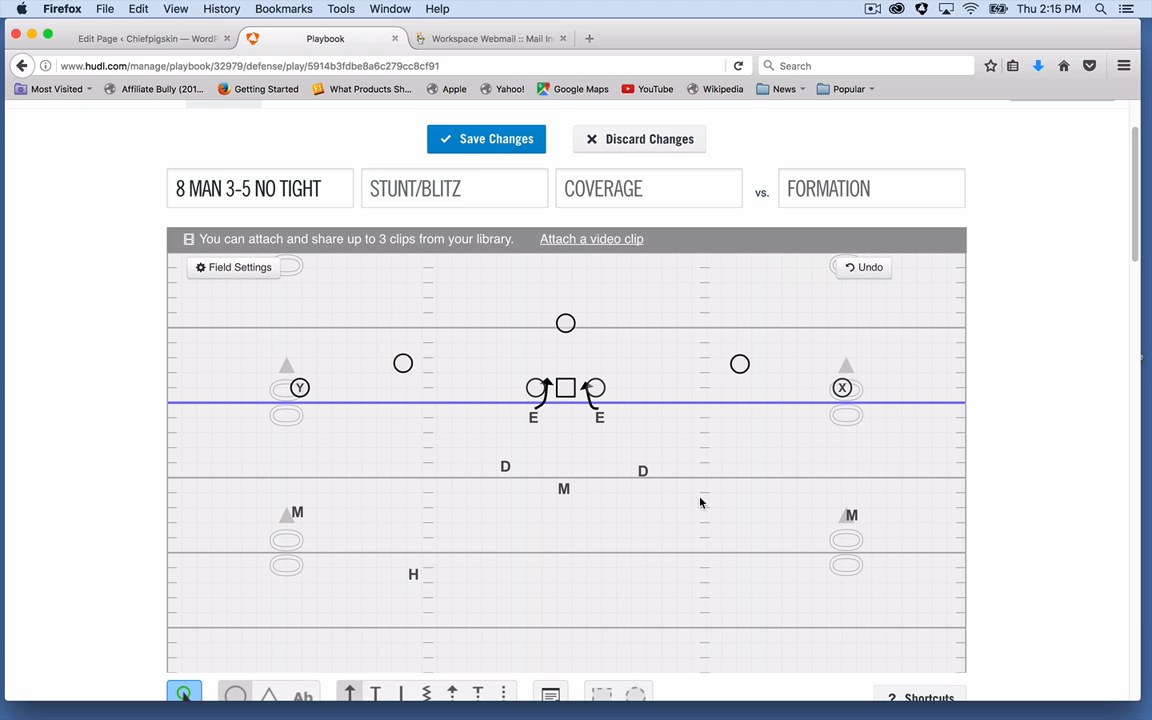 Firefox File Edit View History Bookmarks Tools Window Help Thu 2:15 PM
Edit Page ‹ Chiefpigskin — WordP Playbook Workspace Webmail :: Mail In
www.hudl.com/manage/playbook/32979/defense/play/5914b3fdbe8a6c279cc8cf91 Search
Most Visited Affiliate Bully (201... Getting Started What Products Sh... Apple Yahoo! Google Maps YouTube Wikipedia News Popular
Save Changes Discard Changes
8 MAN 3-5 NO TIGHT STUNT/BLITZ COVERAGE vs. FORMATION
You can attach and share up to 3 clips from your library. Attach a video clip
Field Settings Undo
Y X
E E
D D
M
M M
H
Ab ? Shortcuts